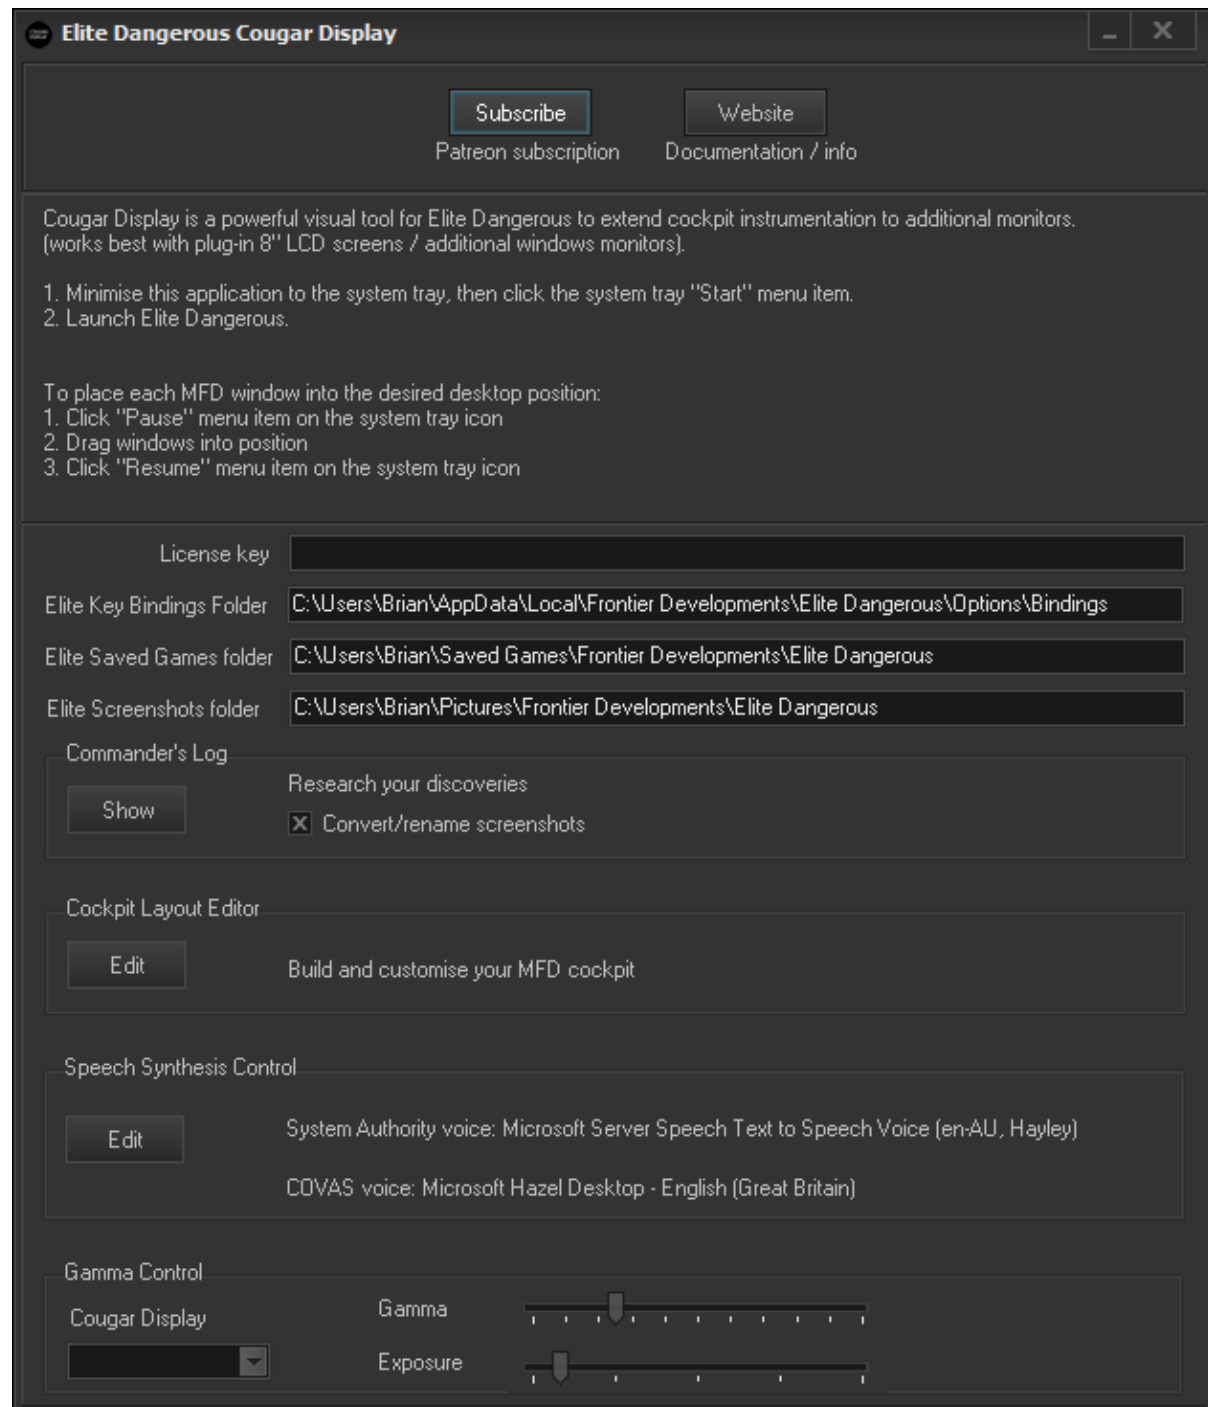 Elite Dangerous Cougar Display
Subscribe
Website
Patreon subscription
Documentation / info
Cougar Display is a powerful visual tool for Elite Dangerous to extend cockpit instrumentation to additional monitors.
(works best with plug-in 8" LCD screens / additional windows monitors).
1. Minimise this application to the system tray, then click the system tray "Start" menu item.
2. Launch Elite Dangerous.
To place each MFD window into the desired desktop position:
1. Click "Pause" menu item on the system tray icon
2. Drag windows into position
3. Click "Resume" menu item on the system tray icon
License key
Elite Key Bindings Folder C:\Users\Brian\AppData\Local\Frontier Developments\Elite Dangerous\Options\Bindings
Elite Saved Games folder C:\Users\Brian\Saved Games\Frontier Developments\Elite Dangerous
Elite Screenshots folder C:\Users\Brian\Pictures\Frontier Developments\Elite Dangerous
Commander's Log
Research your discoveries
Show
Convert/rename screenshots
Cockpit Layout Editor
Edit
Build and customise your MFD cockpit
Speech Synthesis Control
System Authority voice: Microsoft Server Speech Text to Speech Voice (en-AU, Hayley)
Edit
COVAS voice: Microsoft Hazel Desktop - English (Great Britain)
Gamma Control
Cougar Display
Gamma
Exposure